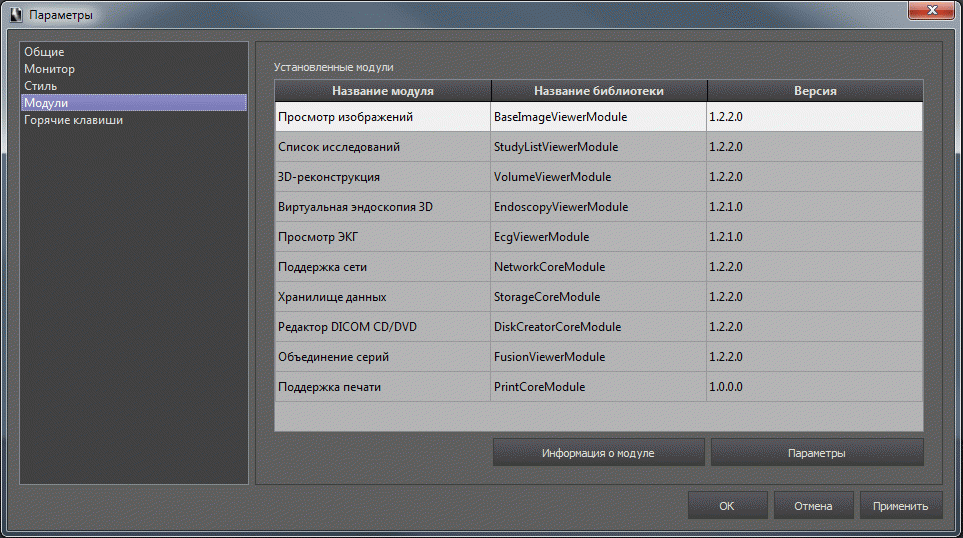 Параметры
Общие
Монитор
Стиль
Модули
Горячие клавиши
Установленные модули
Название модуля Название библиотеки Версия
Просмотр изображений BaseImageViewerModule 1.2.2.0
Список исследований StudyListViewerModule 1.2.2.0
3D-реконструкция VolumeViewerModule 1.2.2.0
Виртуальная эндоскопия 3D EndoscopyViewerModule 1.2.1.0
Просмотр ЭКГ EcgViewerModule 1.2.1.0
Поддержка сети NetworkCoreModule 1.2.2.0
Хранилище данных StorageCoreModule 1.2.2.0
Редактор DICOM CD/DVD DiskCreatorCoreModule 1.2.2.0
Объединение серий FusionViewerModule 1.2.2.0
Поддержка печати PrintCoreModule 1.0.0.0
Информация о модуле Параметры
ОК Отмена Применить